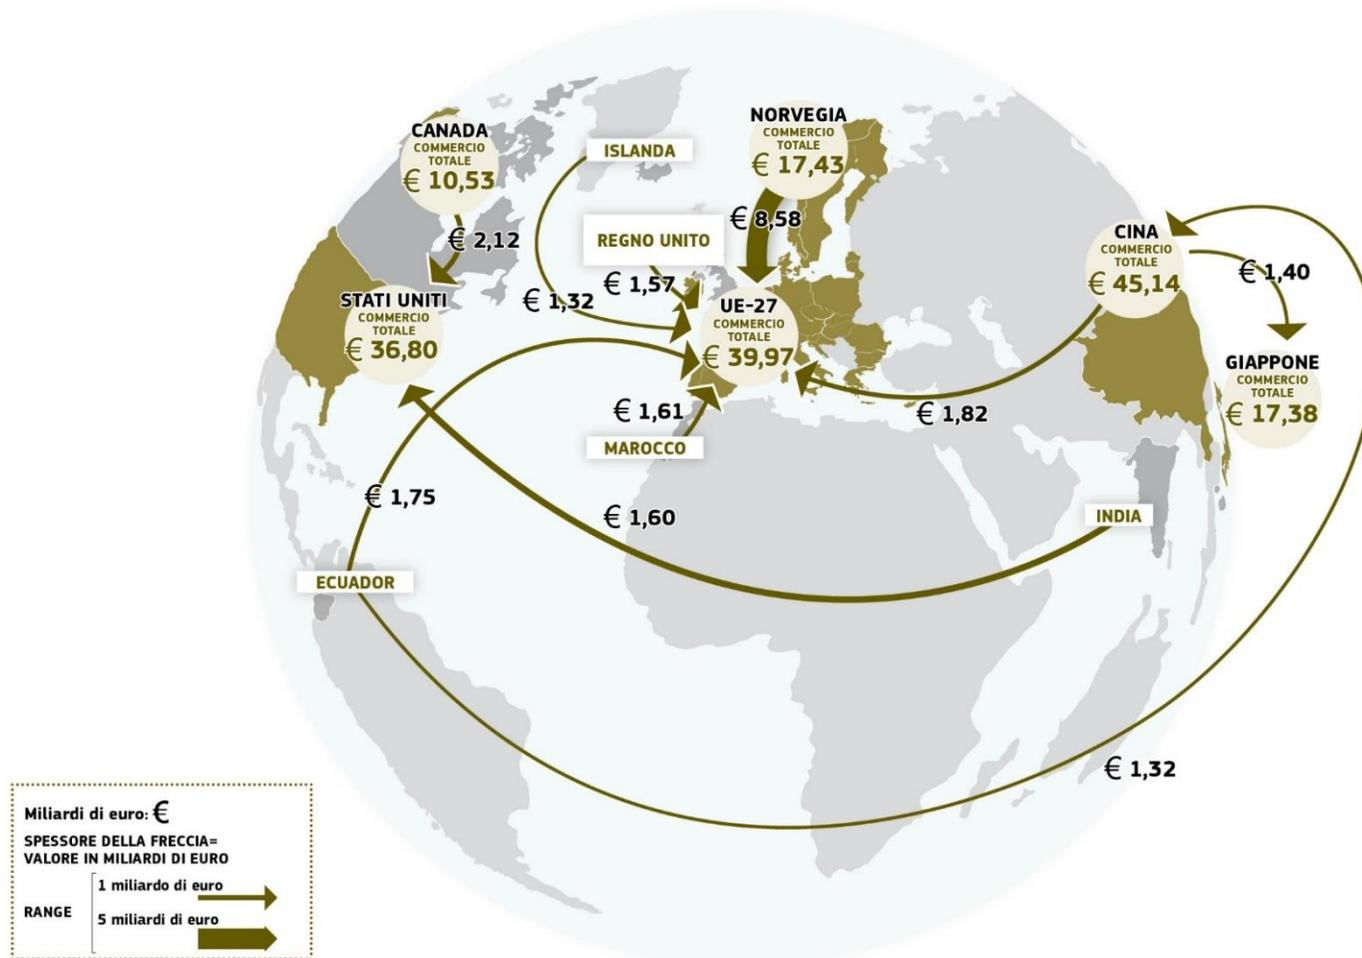 CANADA
COMMERCIO
TOTALE
€ 10,53
€ 2,12
ISLANDA
NORVEGIA
COMMERCIO
TOTALE
€ 17,43
€ 8,58
REGNO UNITO
€ 1,57
€ 1,32
STATI UNITI
COMMERCIO
TOTALE
€ 36,80
UE-27
COMMERCIO
TOTALE
€ 39,97
CINA
COMMERCIO
TOTALE
€ 45,14
€ 1,40
GIAPPONE
COMMERCIO
TOTALE
€ 17,38
€ 1,82
€ 1,61
MAROCCO
€ 1,75
€ 1,60
INDIA
ECUADOR
€ 1,32
Miliardi di euro: €
SPESSORE DELLA FRECCIA=
VALORE IN MILIARDI DI EURO
RANGE
1 miliardo di euro
5 miliardi di euro